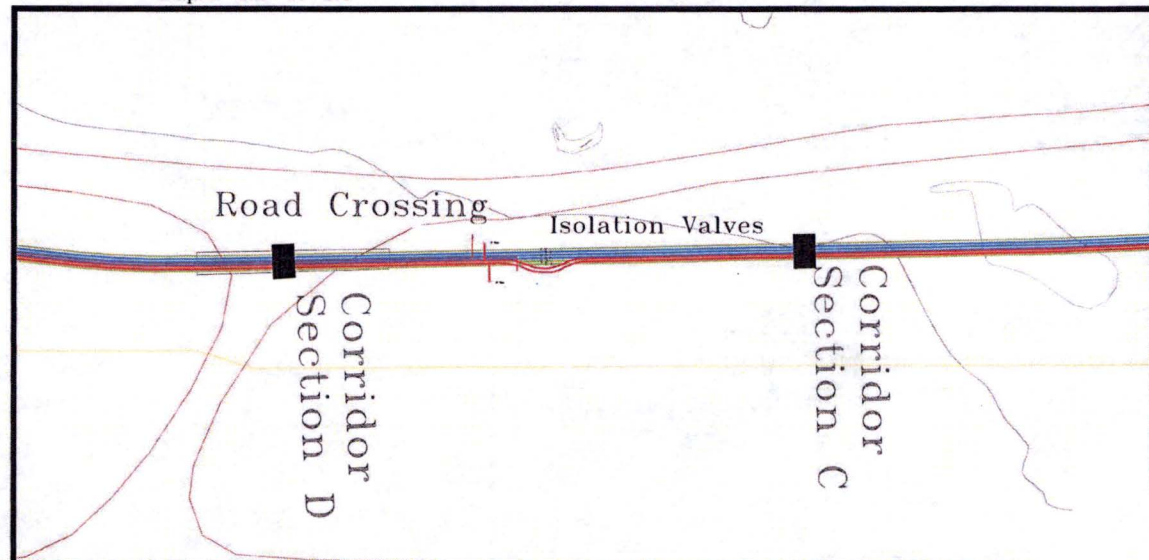 Road Crossing
Isolation Valves
Corridor
Section D
Corridor
Section C